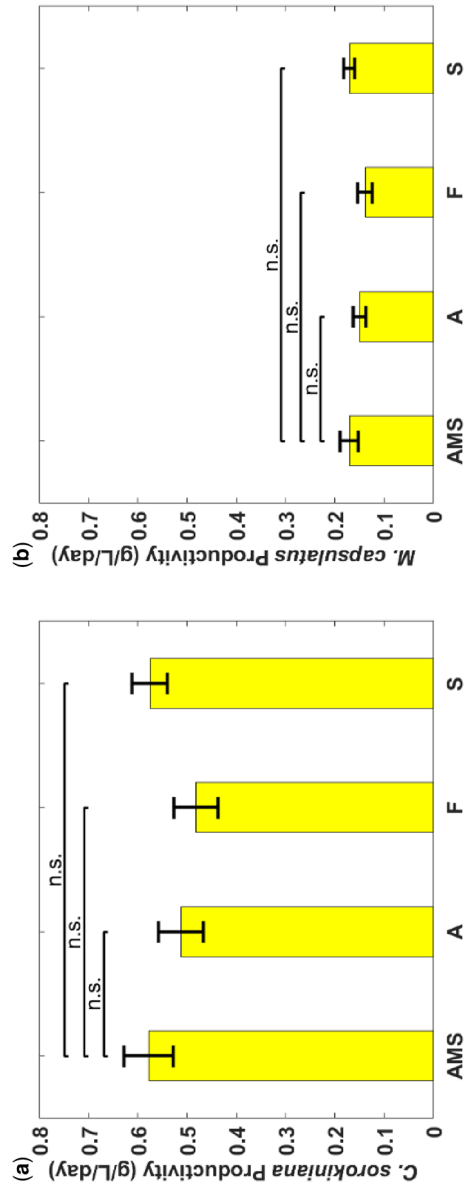 (a)
C. sorokiniana Productivity (g/L/day)
0.8
0.7
0.6
0.5
0.4
0.3
0.2
0.1
0
n.s.
n.s.
n.s.
AMS A F S
(b)
M. capsulatus Productivity (g/L/day)
0.8
0.7
0.6
0.5
0.4
0.3
0.2
0.1
0
n.s.
n.s.
n.s.
AMS A F S